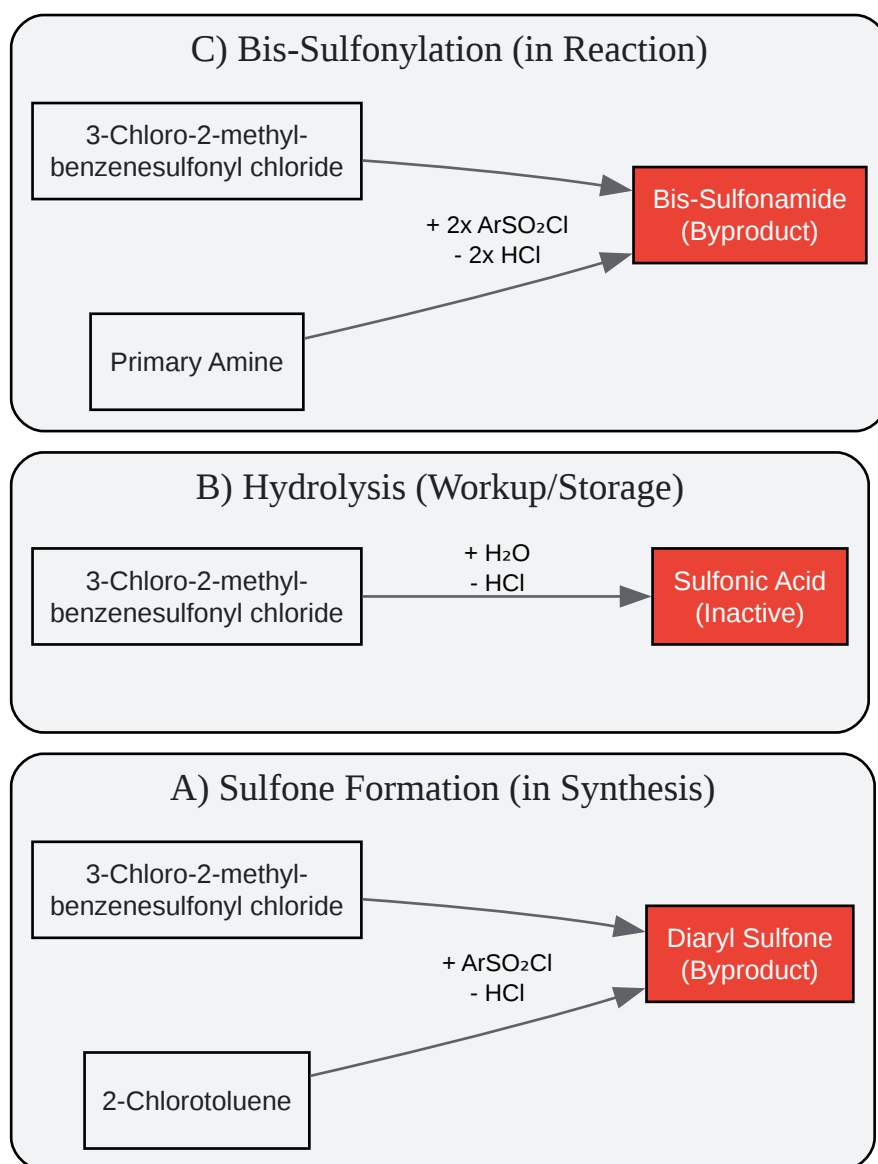 C) Bis-Sulfonylation (in Reaction)
3-Chloro-2-methyl-
benzenesulfonyl chloride
+ 2x ArSO₂Cl
- 2x HCl
Bis-Sulfonamide
(Byproduct)
Primary Amine
B) Hydrolysis (Workup/Storage)
3-Chloro-2-methyl-
benzenesulfonyl chloride
+ H₂O
- HCl
Sulfonic Acid
(Inactive)
A) Sulfone Formation (in Synthesis)
3-Chloro-2-methyl-
benzenesulfonyl chloride
+ ArSO₂Cl
- HCl
Diaryl Sulfone
(Byproduct)
2-Chlorotoluene